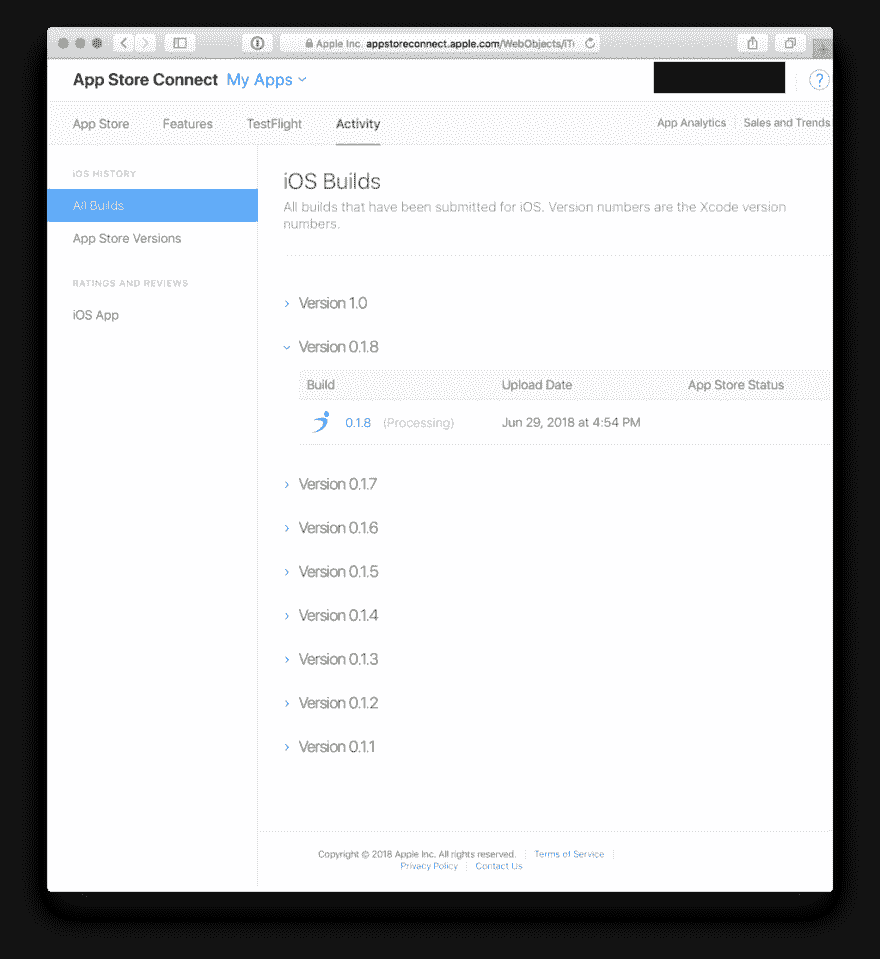 Apple Inc. appstoreconnect.apple.com/WebObjects/iT
App Store Connect My Apps
?
App Store Features TestFlight Activity App Analytics Sales and Trends
iOS HISTORY
All Builds
App Store Versions
RATINGS AND REVIEWS
iOS App
iOS Builds
All builds that have been submitted for iOS. Version numbers are the Xcode version
numbers.
Version 1.0
Version 0.1.8
Build Upload Date App Store Status
0.1.8 (Processing) Jun 29, 2018 at 4:54 PM
Version 0.1.7
Version 0.1.6
Version 0.1.5
Version 0.1.4
Version 0.1.3
Version 0.1.2
Version 0.1.1
Copyright © 2018 Apple Inc. All rights reserved. Terms of Service
Privacy Policy Contact Us